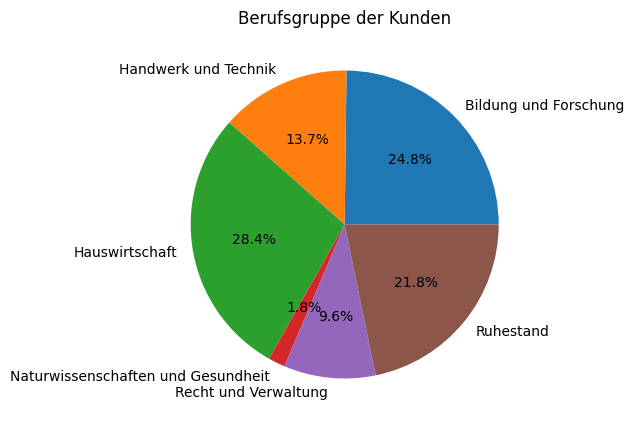 Berufsgruppe der Kunden
Handwerk und Technik
Bildung und Forschung
13.7%
24.8%
28.4%
Hauswirtschaft
21.8%
1.8%
9.6%
Ruhestand
Naturwissenschaften und Gesundheit
Recht und Verwaltung